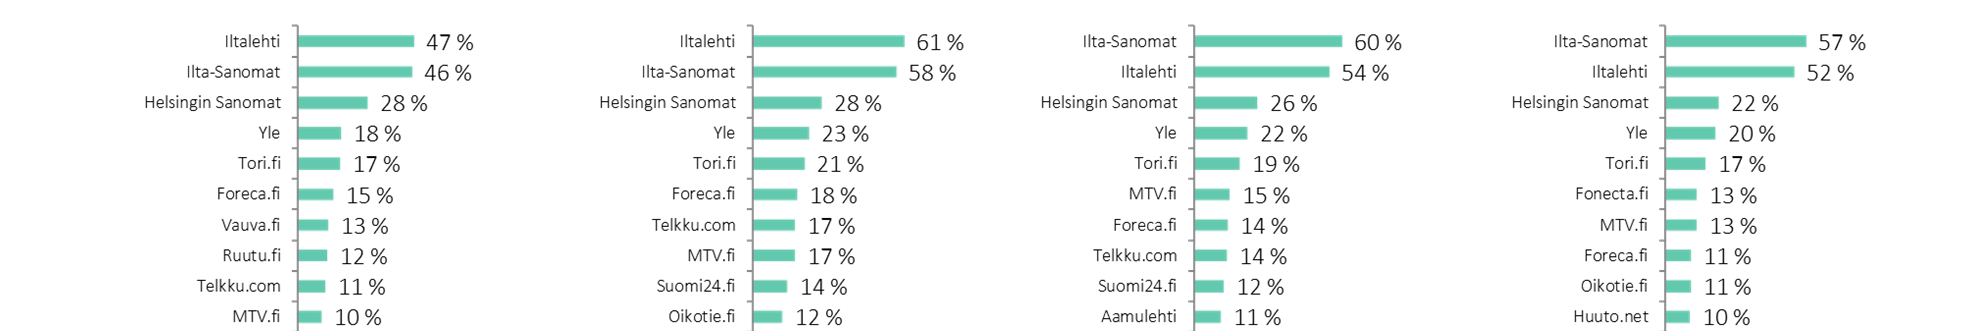 Iltalehti 47 %
Ilta-Sanomat 46 %
Helsingin Sanomat 28 %
Yle 18 %
Tori.fi 17 %
Foreca.fi 15 %
Vauva.fi 13 %
Ruutu.fi 12 %
Telkku.com 11 %
MTV.fi 10 %
Iltalehti 61 %
Ilta-Sanomat 58 %
Helsingin Sanomat 28 %
Yle 23 %
Tori.fi 21 %
Foreca.fi 18 %
Telkku.com 17 %
MTV.fi 17 %
Suomi24.fi 14 %
Oikotie.fi 12 %
Ilta-Sanomat 60 %
Iltalehti 54 %
Helsingin Sanomat 26 %
Yle 22 %
Tori.fi 19 %
MTV.fi 15 %
Foreca.fi 14 %
Telkku.com 14 %
Suomi24.fi 12 %
Aamulehti 11 %
Ilta-Sanomat 57 %
Iltalehti 52 %
Helsingin Sanomat 22 %
Yle 20 %
Tori.fi 17 %
Fonecta.fi 13 %
MTV.fi 13 %
Foreca.fi 11 %
Oikotie.fi 11 %
Huuto.net 10 %